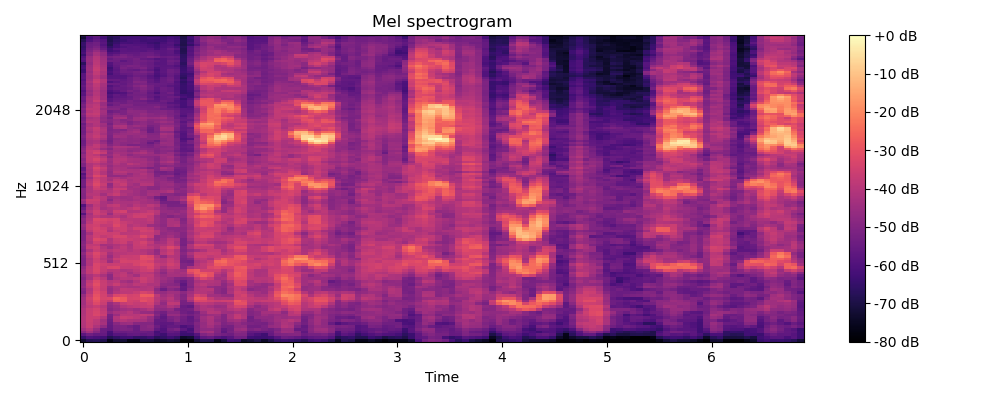 Mel spectrogram
+0 dB
2048
-10 dB
-20 dB
-30 dB
Hz
1024
-40 dB
-50 dB
512
-60 dB
-70 dB
0
-80 dB
0 1 2 3 4 5 6
Time